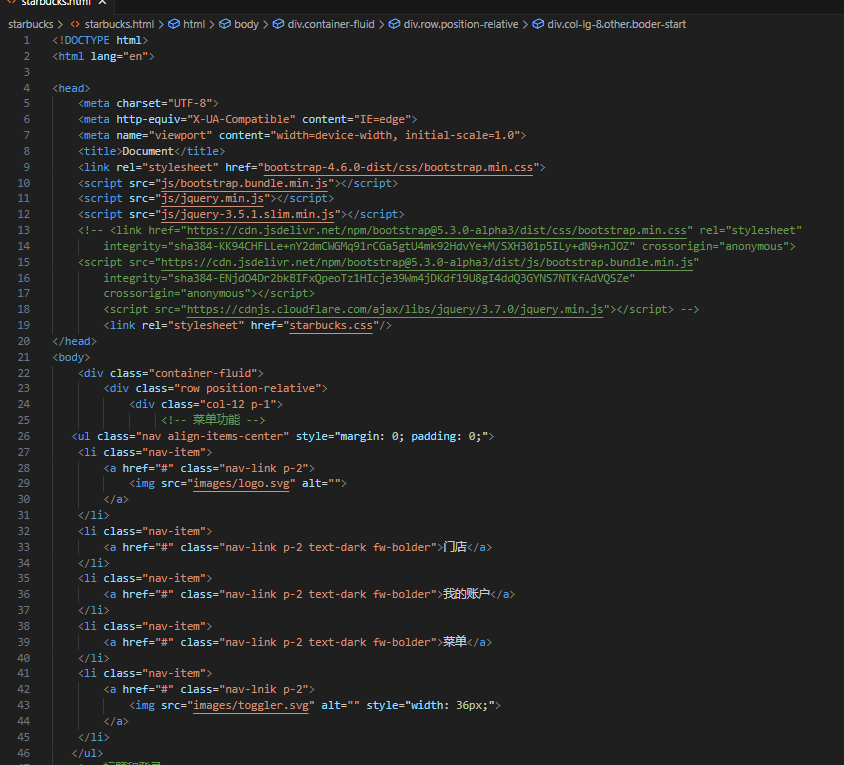 starbucks.html ×
starbucks > starbucks.html > html > body > div.container-fluid > div.row.position-relative > div.col-lg-8.other.boder-start
1 <!DOCTYPE html>
2 <html lang="en">
3
4 <head>
5 <meta charset="UTF-8">
6 <meta http-equiv="X-UA-Compatible" content="IE=edge">
7 <meta name="viewport" content="width=device-width, initial-scale=1.0">
8 <title>Document</title>
9 <link rel="stylesheet" href="bootstrap-4.6.0-dist/css/bootstrap.min.css">
10 <script src="js/bootstrap.bundle.min.js"></script>
11 <script src="js/jquery.min.js"></script>
12 <script src="js/jquery-3.5.1.slim.min.js"></script>
13 <!-- <link href="https://cdn.jsdelivr.net/npm/bootstrap@5.3.0-alpha3/dist/css/bootstrap.min.css" rel="stylesheet"
14 integrity="sha384-KK94CHFLLe+nY2dmCWGMq91rCGa5gtU4mk92HdvYe+M/SXH301p5ILy+dN9+nJOZ" crossorigin="anonymous">
15 <script src="https://cdn.jsdelivr.net/npm/bootstrap@5.3.0-alpha3/dist/js/bootstrap.bundle.min.js"
16 integrity="sha384-ENjdO4Dr2bkBIFxQpeoTz1HIcje39Wm4jDKdf19U8gI4ddQ3GYNS7NTKfAdVQSZe"
17 crossorigin="anonymous"></script>
18 <script src="https://cdnjs.cloudflare.com/ajax/libs/jquery/3.7.0/jquery.min.js"></script> -->
19 <link rel="stylesheet" href="starbucks.css"/>
20 </head>
21 <body>
22 <div class="container-fluid">
23 <div class="row position-relative">
24 <div class="col-12 p-1">
25 <!-- 菜单功能 -->
26 <ul class="nav align-items-center" style="margin: 0; padding: 0;">
27 <li class="nav-item">
28 <a href="#" class="nav-link p-2">
29 <img src="images/logo.svg" alt="">
30 </a>
31 </li>
32 <li class="nav-item">
33 <a href="#" class="nav-link p-2 text-dark fw-bolder">门店</a>
34 </li>
35 <li class="nav-item">
36 <a href="#" class="nav-link p-2 text-dark fw-bolder">我的账户</a>
37 </li>
38 <li class="nav-item">
39 <a href="#" class="nav-link p-2 text-dark fw-bolder">菜单</a>
40 </li>
41 <li class="nav-item">
42 <a href="#" class="nav-lnik p-2">
43 <img src="images/toggler.svg" alt="" style="width: 36px;">
44 </a>
45 </li>
46 </ul>